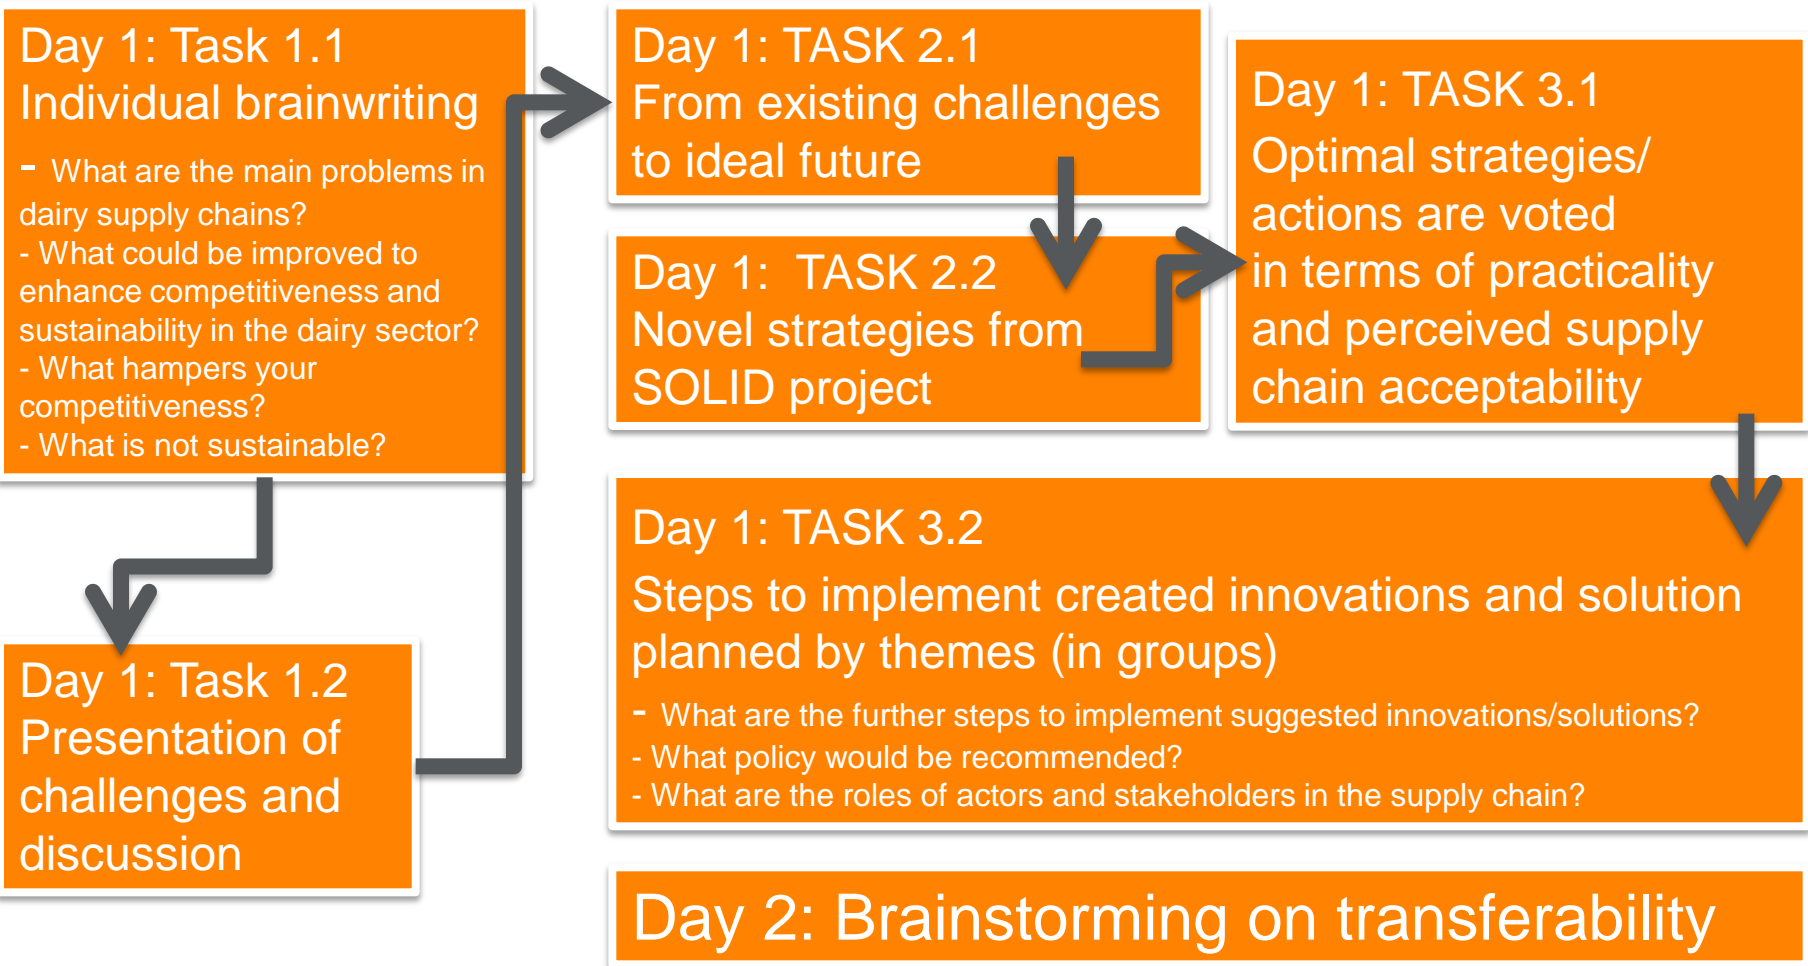 Day 1: Task 1.1
Individual brainwriting
- What are the main problems in
dairy supply chains?
- What could be improved to
enhance competitiveness and
sustainability in the dairy sector?
- What hampers your
competitiveness?
- What is not sustainable?
Day 1: Task 1.2
Presentation of
challenges and
discussion
Day 1: TASK 2.1
From existing challenges
to ideal future
Day 1: TASK 2.2
Novel strategies from
SOLID project
Day 1: TASK 3.1
Optimal strategies/
actions are voted
in terms of practicality
and perceived supply
chain acceptability
Day 1: TASK 3.2
Steps to implement created innovations and solution
planned by themes (in groups)
- What are the further steps to implement suggested innovations/solutions?
- What policy would be recommended?
- What are the roles of actors and stakeholders in the supply chain?
Day 2: Brainstorming on transferability